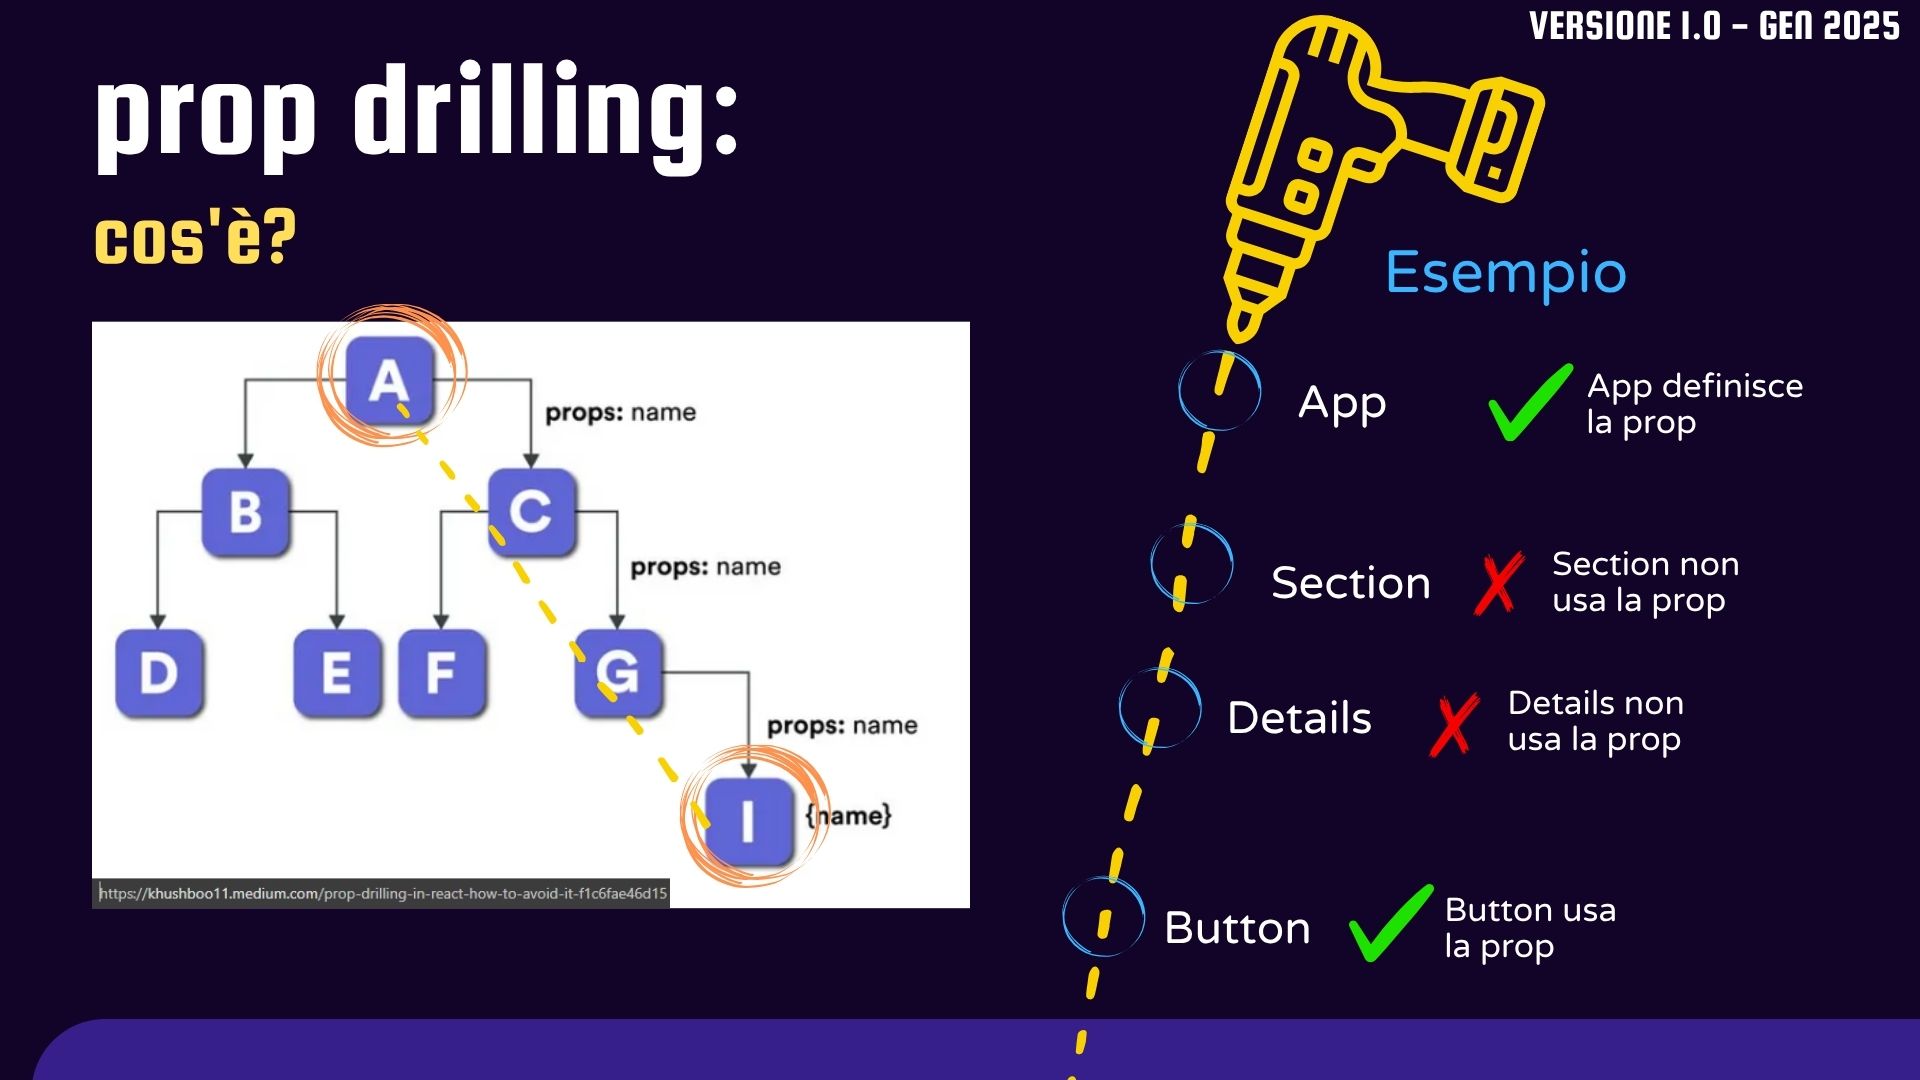 VERSIONE 1.0 - GEN 2025
prop drilling:
cos'è?
A
props: name
B
C
props: name
D
E
F
G
props: name
I
{name}
https://khushboo11.medium.com/prop-drilling-in-react-how-to-avoid-it-f1c6fae46d15
Esempio
App
App definisce
la prop
Section
Section non
usa la prop
Details
Details non
usa la prop
Button
Button usa
la prop